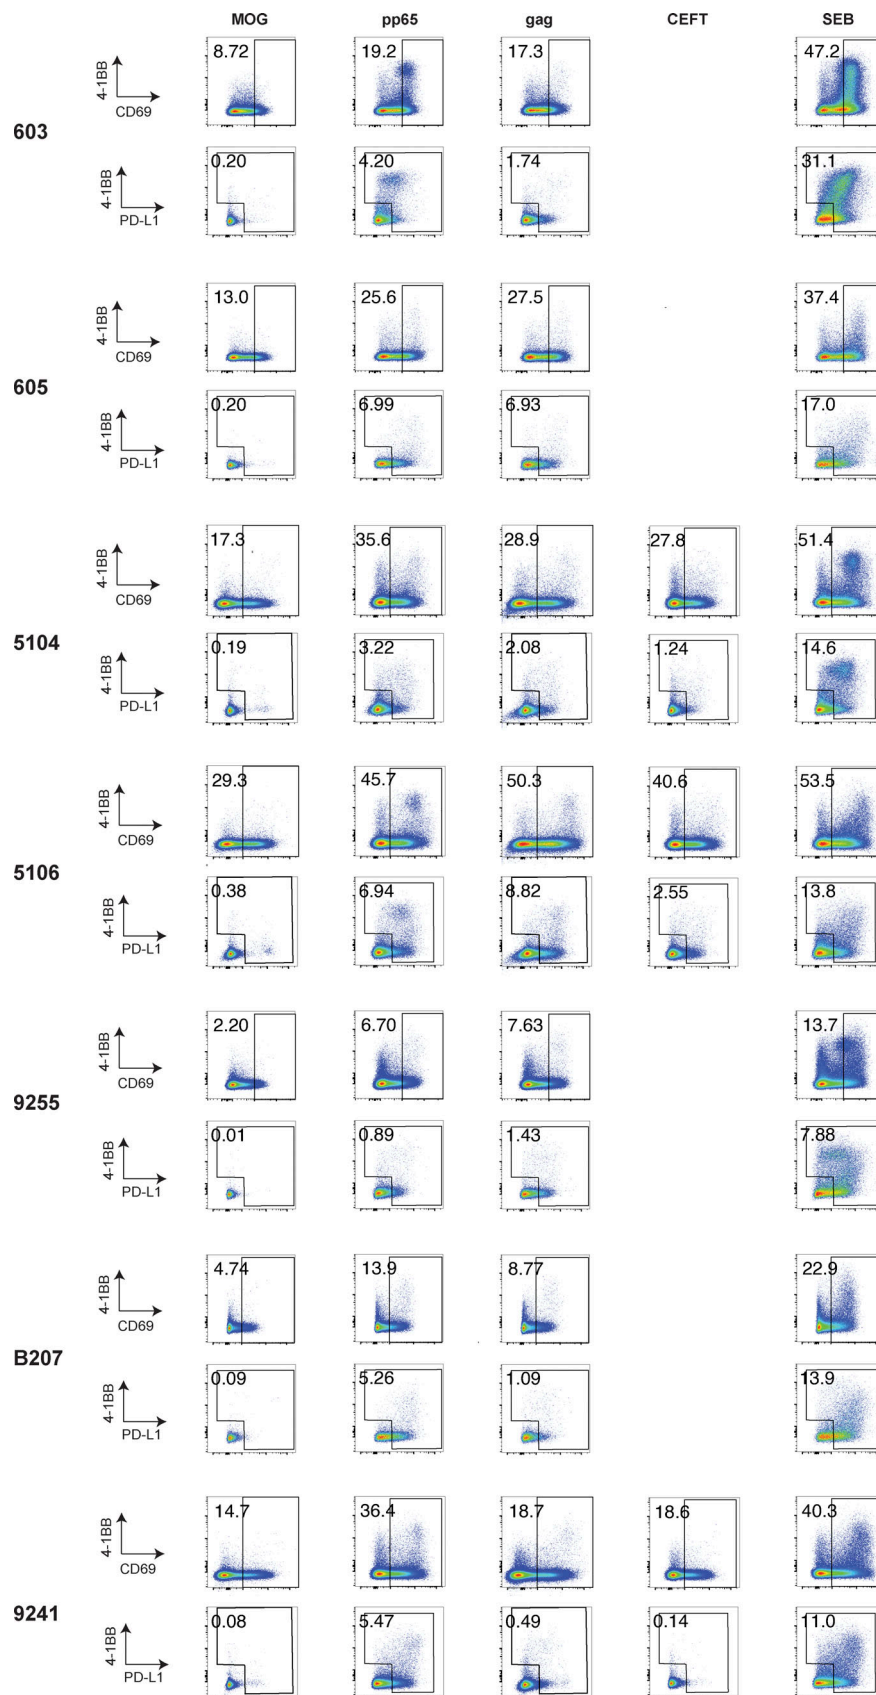 MOG pp65 gag CEFT SEB
603
4-1BB CD69 8.72 19.2 17.3 47.2
4-1BB PD-L1 0.20 4.20 1.74 31.1
605
4-1BB CD69 13.0 25.6 27.5 37.4
4-1BB PD-L1 0.20 6.99 6.93 17.0
5104
4-1BB CD69 17.3 35.6 28.9 27.8 51.4
4-1BB PD-L1 0.19 3.22 2.08 1.24 14.6
5106
4-1BB CD69 29.3 45.7 50.3 40.6 53.5
4-1BB PD-L1 0.38 6.94 8.82 2.55 13.8
9255
4-1BB CD69 2.20 6.70 7.63 13.7
4-1BB PD-L1 0.01 0.89 1.43 7.88
B207
4-1BB CD69 4.74 13.9 8.77 22.9
4-1BB PD-L1 0.09 5.26 1.09 13.9
9241
4-1BB CD69 14.7 36.4 18.7 18.6 40.3
4-1BB PD-L1 0.08 5.47 0.49 0.14 11.0